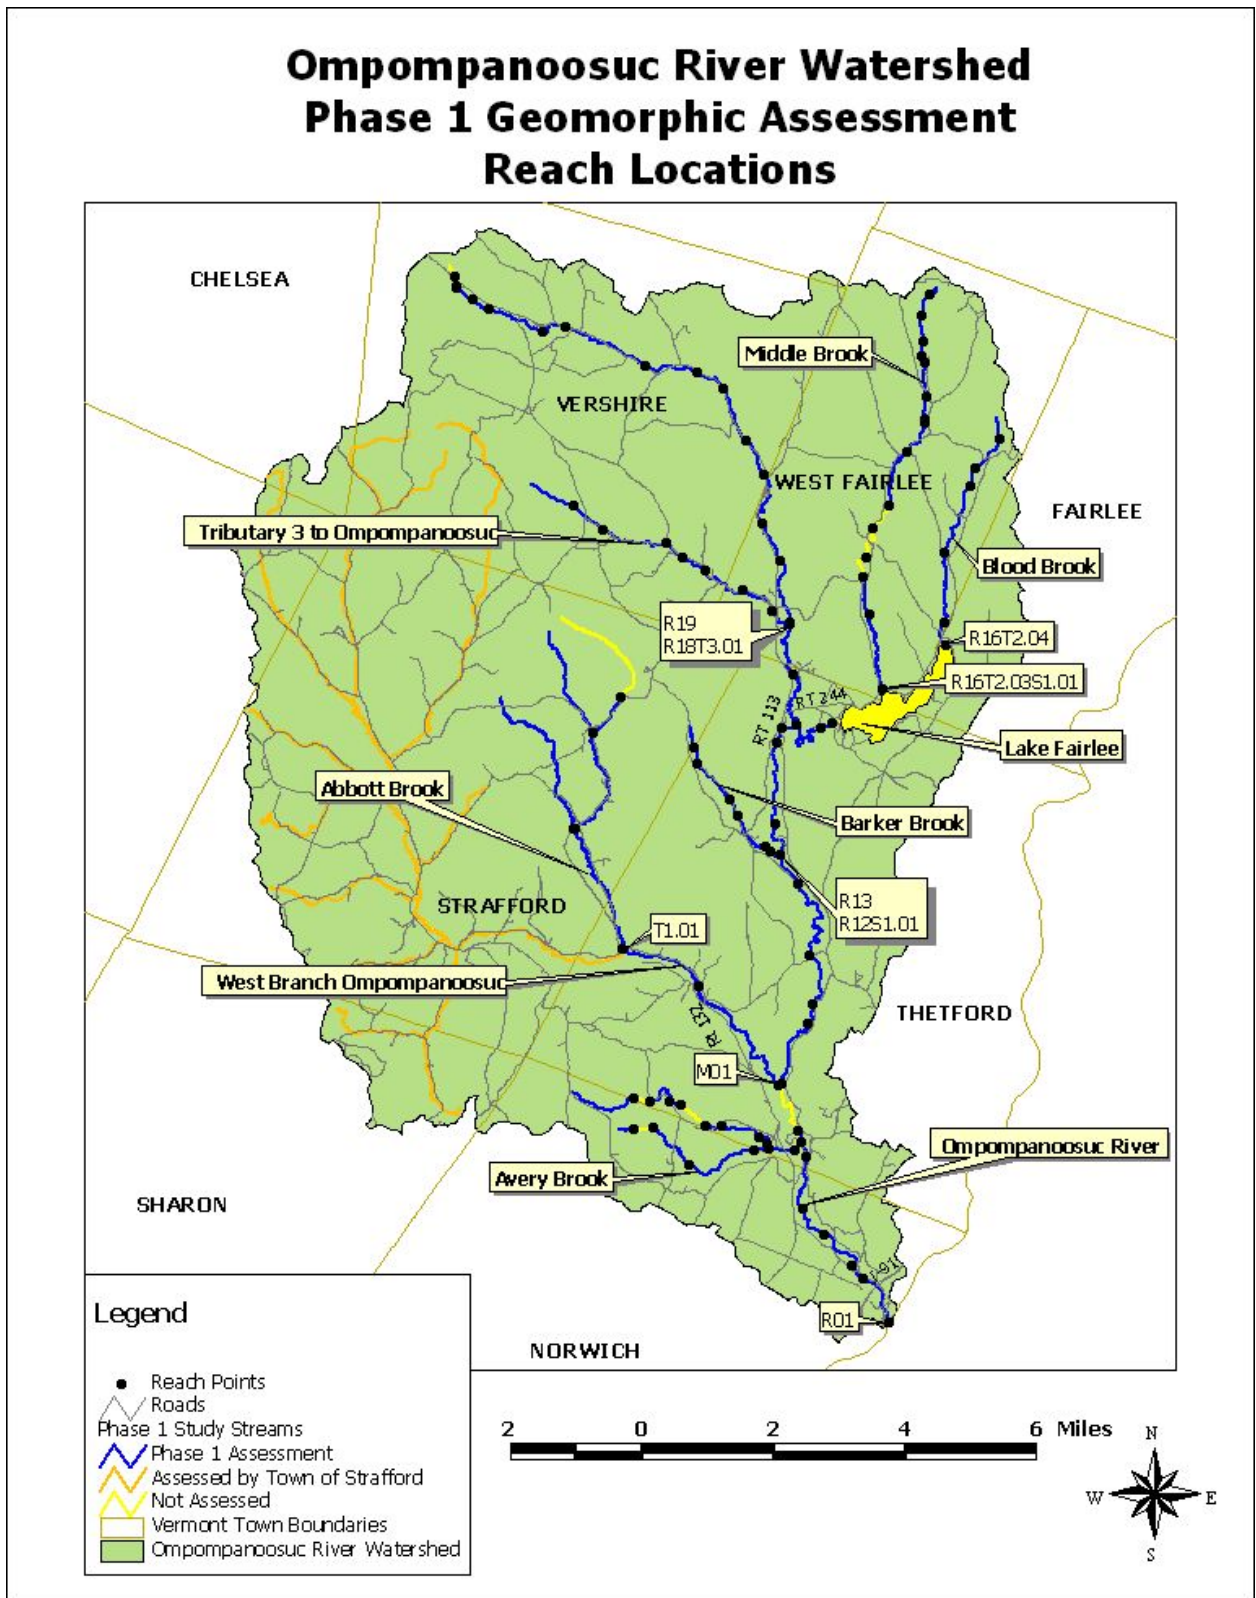 Ompompanoosuc River Watershed
Phase 1 Geomorphic Assessment
Reach Locations
CHELSEA
Middle Brook
VERSHIRE
WEST FAIRLEE
FAIRLEE
Tributary 3 to Ompompanoosuc
Blood Brook
R19
R18T3.01
R16T2.04
R16T2.03S1.01
RT 244
RT 113
Lake Fairlee
Abbott Brook
Barker Brook
R13
R12S1.01
STRAFFORD
T1.01
West Branch Ompompanoosuc
THETFORD
Rt 132
M01
Ompompanoosuc River
Avery Brook
SHARON
I-91
R01
NORWICH
Legend
Reach Points
Roads
Phase 1 Study Streams
Phase 1 Assessment
Assessed by Town of Strafford
Not Assessed
Vermont Town Boundaries
Ompompanoosuc River Watershed
2 0 2 4 6 Miles
N
W E
S